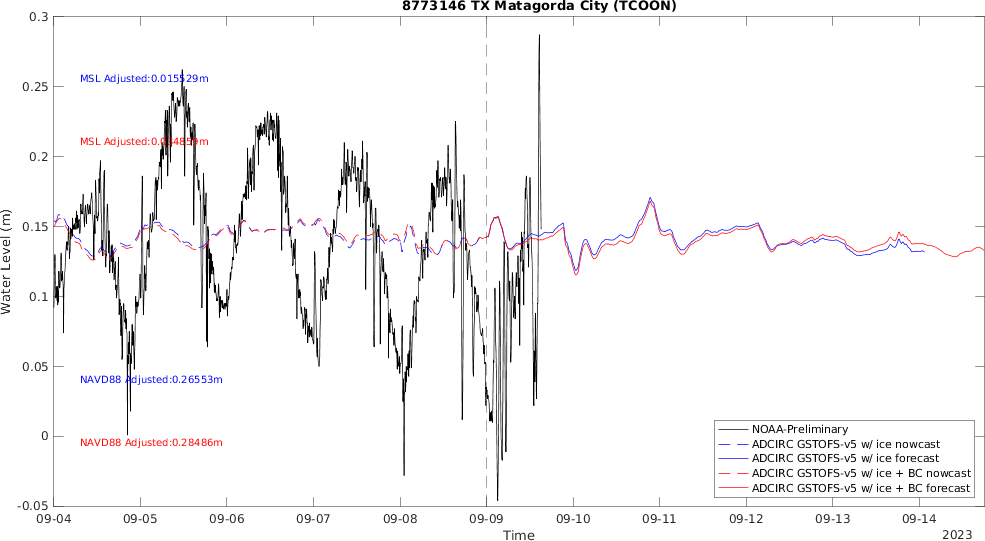 8773146 TX Matagorda City (TCOON)
0.3
0.25
0.2
0.15
0.1
0.05
0
-0.05
Water Level (m)
MSL Adjusted:0.015529m
MSL Adjusted:0.034859m
NAVD88 Adjusted:0.26553m
NAVD88 Adjusted:0.28486m
NOAA-Preliminary
ADCIRC GSTOFS-v5 w/ ice nowcast
ADCIRC GSTOFS-v5 w/ ice forecast
ADCIRC GSTOFS-v5 w/ ice + BC nowcast
ADCIRC GSTOFS-v5 w/ ice + BC forecast
09-04 09-05 09-06 09-07 09-08 09-09 09-10 09-11 09-12 09-13 09-14
Time
2023